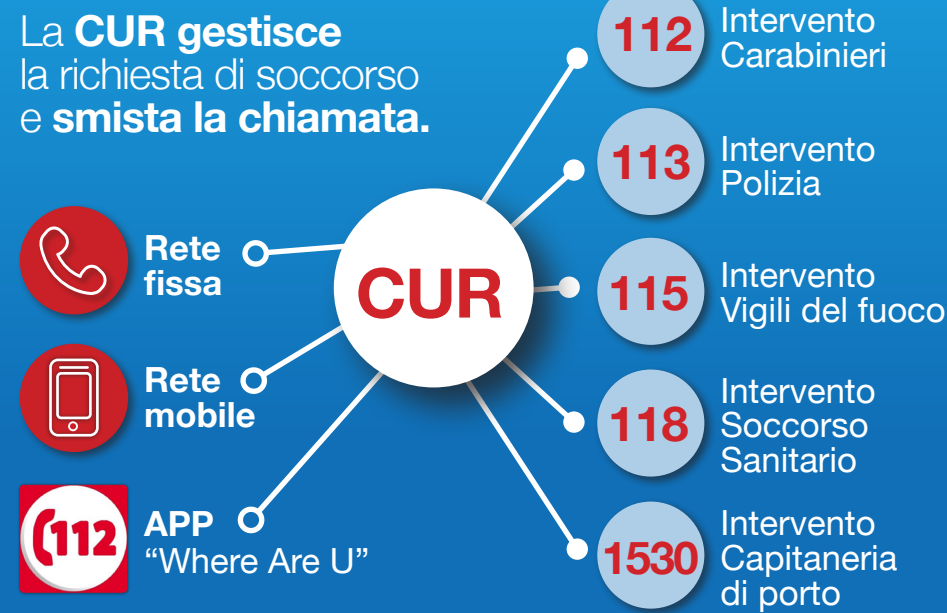 La CUR gestisce
la richiesta di soccorso
e smista la chiamata.
Rete
fissa
Rete
mobile
112
APP
“Where Are U”
CUR
112
Intervento
Carabinieri
113
Intervento
Polizia
115
Intervento
Vigili del fuoco
118
Intervento
Soccorso
Sanitario
1530
Intervento
Capitaneria
di porto